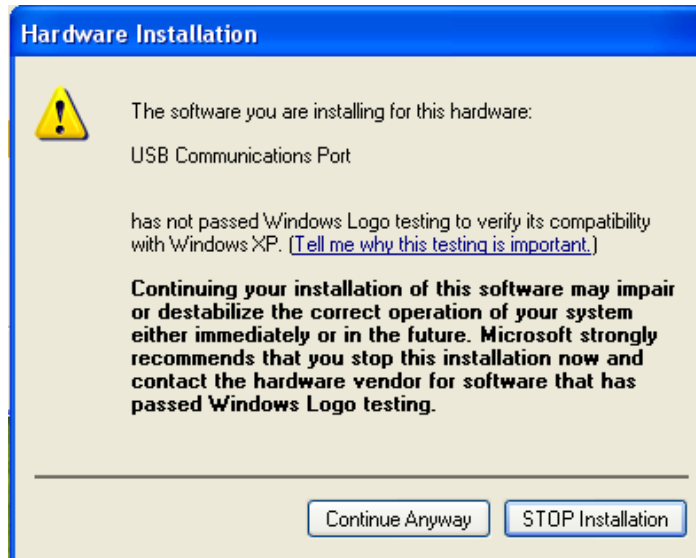 Hardware Installation
The software you are installing for this hardware:
USB Communications Port
has not passed Windows Logo testing to verify its compatibility
with Windows XP. (Tell me why this testing is important.)
Continuing your installation of this software may impair
or destabilize the correct operation of your system
either immediately or in the future. Microsoft strongly
recommends that you stop this installation now and
contact the hardware vendor for software that has
passed Windows Logo testing.
Continue Anyway
STOP Installation